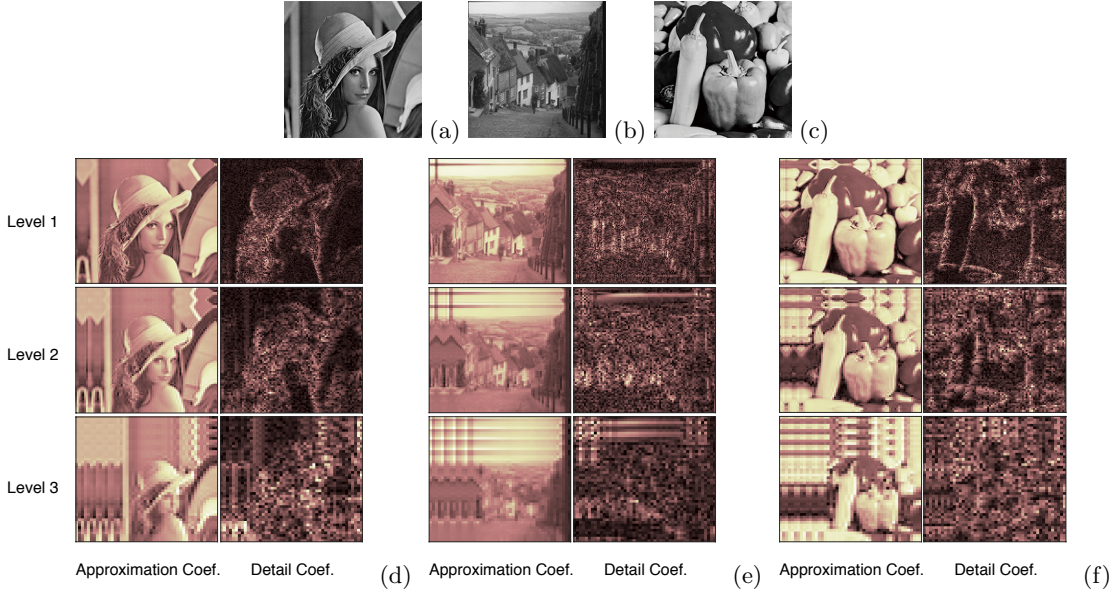 (a) (b) (c)
Level 1
Level 2
Level 3
Approximation Coef. Detail Coef. (d) Approximation Coef. Detail Coef. (e) Approximation Coef. Detail Coef. (f)